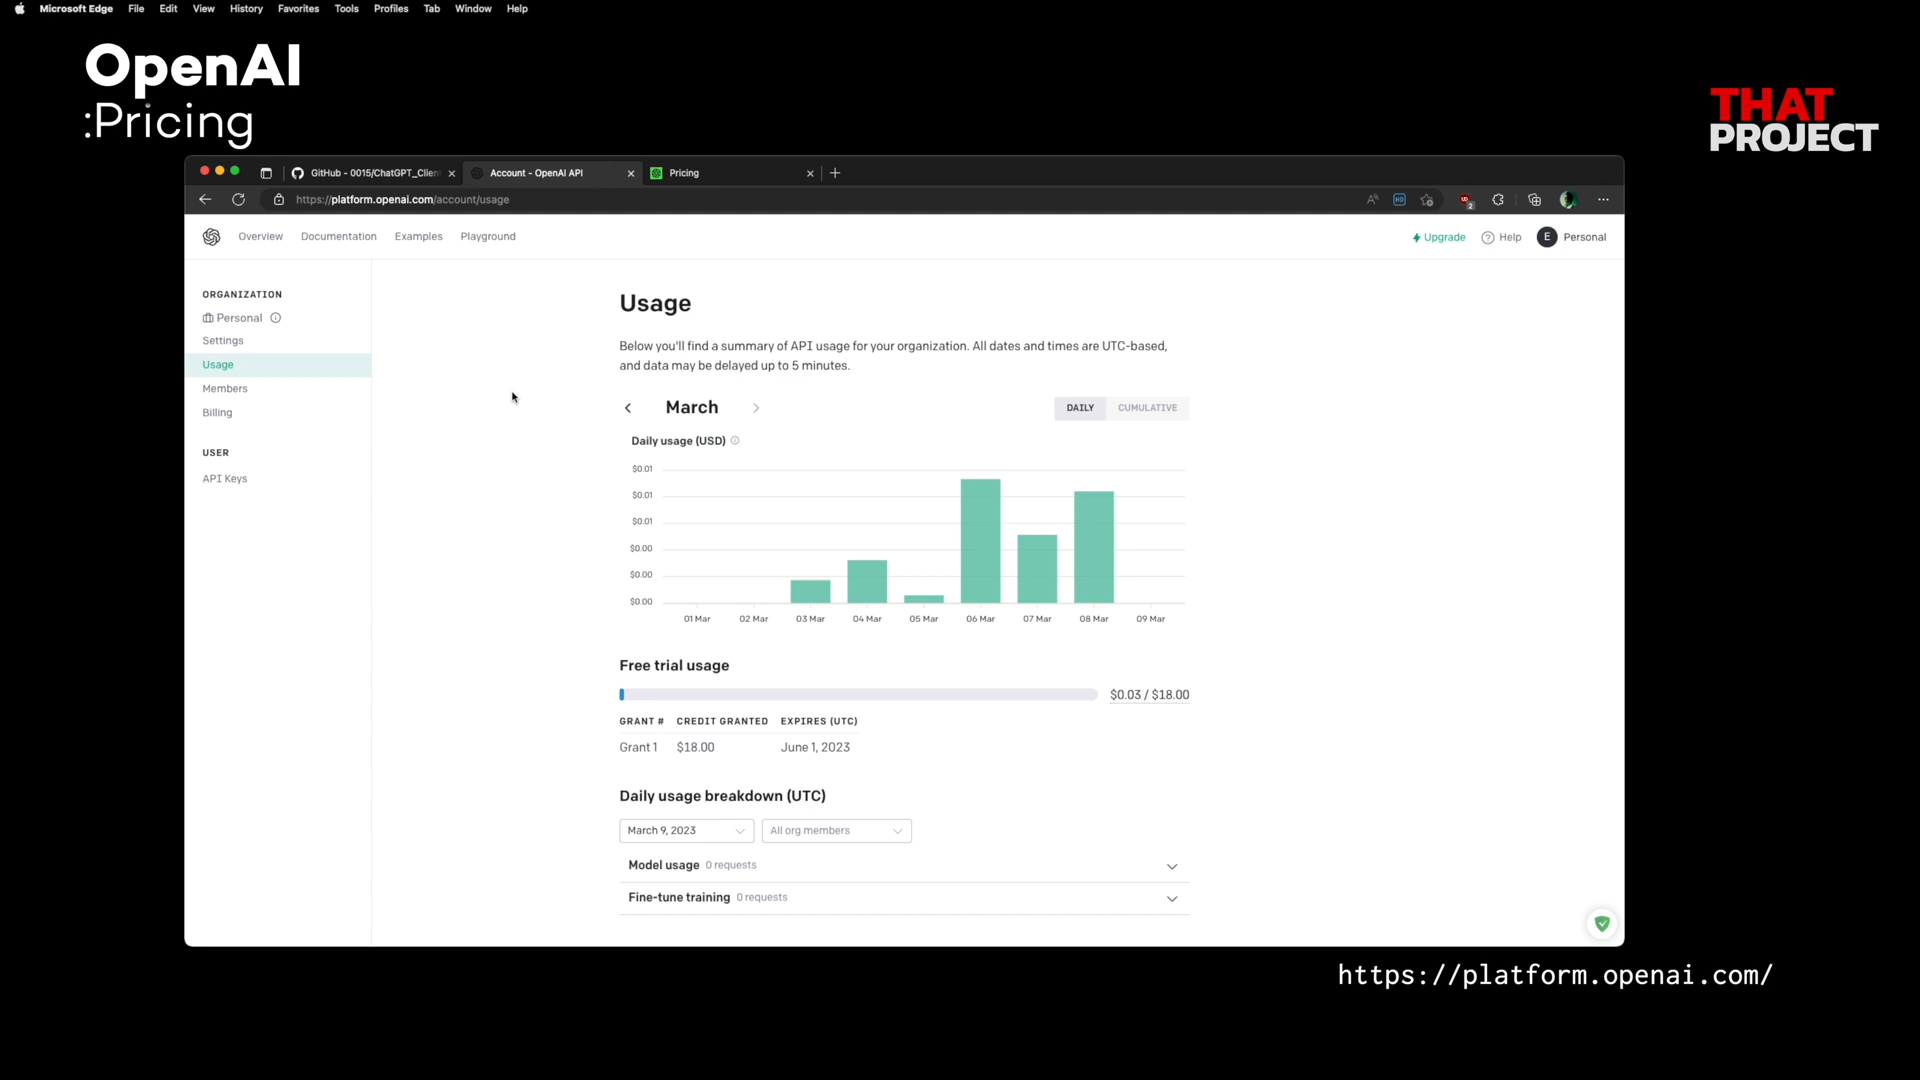 Microsoft Edge File Edit View History Favorites Tools Profiles Tab Window Help
OpenAI
:Pricing
THAT
PROJECT
GitHub - 0015/ChatGPT_Clien
Account - OpenAI API
Pricing
https://platform.openai.com/account/usage
Overview Documentation Examples Playground
Upgrade Help E Personal
ORGANIZATION
Personal
Settings
Usage
Members
Billing
USER
API Keys
Usage
Below you'll find a summary of API usage for your organization. All dates and times are UTC-based,
and data may be delayed up to 5 minutes.
March
DAILY CUMULATIVE
Daily usage (USD)
$0.01
$0.01
$0.01
$0.00
$0.00
$0.00
01 Mar 02 Mar 03 Mar 04 Mar 05 Mar 06 Mar 07 Mar 08 Mar 09 Mar
Free trial usage
$0.03 / $18.00
GRANT # CREDIT GRANTED EXPIRES (UTC)
Grant 1 $18.00 June 1, 2023
Daily usage breakdown (UTC)
March 9, 2023 All org members
Model usage 0 requests
Fine-tune training 0 requests
https://platform.openai.com/